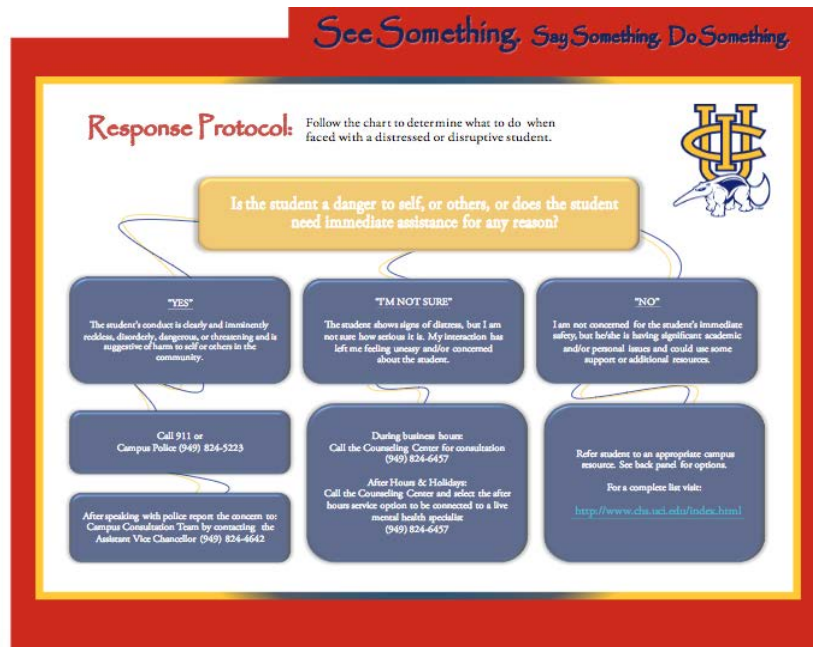 See Something. Say Something. Do Something.
Response Protocol:
Follow the chart to determine what to do when
faced with a distressed or disruptive student.
UCI
Is the student a danger to self, or others, or does the student
need immediate assistance for any reason?
"YES"
The student's conduct is clearly and imminently
reckless, disorderly, dangerous, or threatening and is
suggestive of harm to self or others in the
community.
Call 911 or
Campus Police (949) 824-5223
After speaking with police report the concern to:
Campus Consultation Team by contacting the
Assistant Vice Chancellor (949) 824-4642
"I'M NOT SURE"
The student shows signs of distress, but I am
not sure how serious it is. My interaction has
left me feeling uneasy and/or concerned
about the student.
During business hours:
Call the Counseling Center for consultation
(949) 824-6457
After Hours & Holidays:
Call the Counseling Center and select the after
hours service option to be connected to a live
mental health specialist
(949) 824-6457
"NO"
I am not concerned for the student's immediate
safety, but he/she is having significant academic
and/or personal issues and could use some
support or additional resources.
Refer student to an appropriate campus
resource. See back panel for options.
For a complete list visit:
http://www.chs.uci.edu/index.html